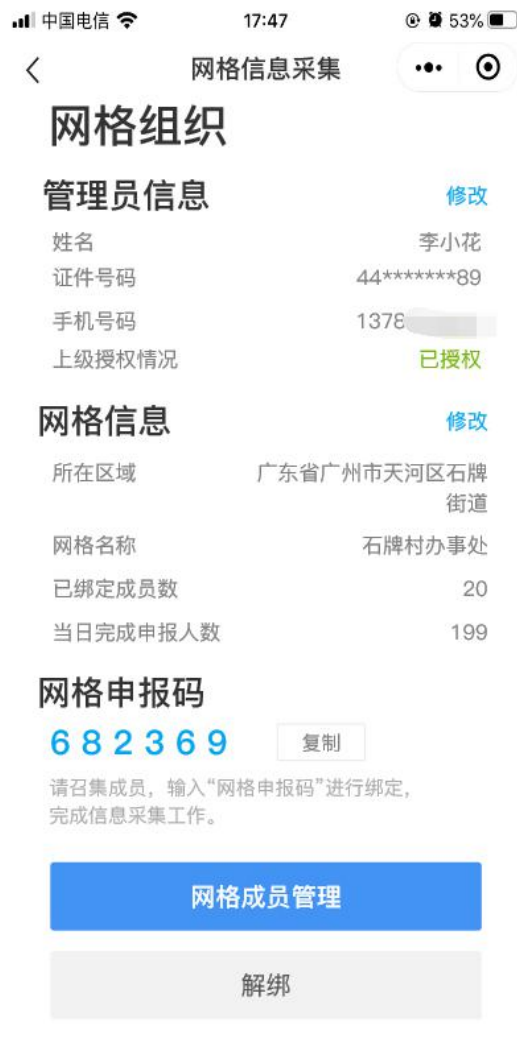 中国电信 17:47 53%
网格信息采集
网格组织
管理员信息 修改
姓名 李小花
证件号码 44*******89
手机号码 1378
上级授权情况 已授权
网格信息 修改
所在区域 广东省广州市天河区石牌
街道
网格名称 石牌村办事处
已绑定成员数 20
当日完成申报人数 199
网格申报码
682369 复制
请召集成员，输入“网格申报码”进行绑定，
完成信息采集工作。
网格成员管理
解绑